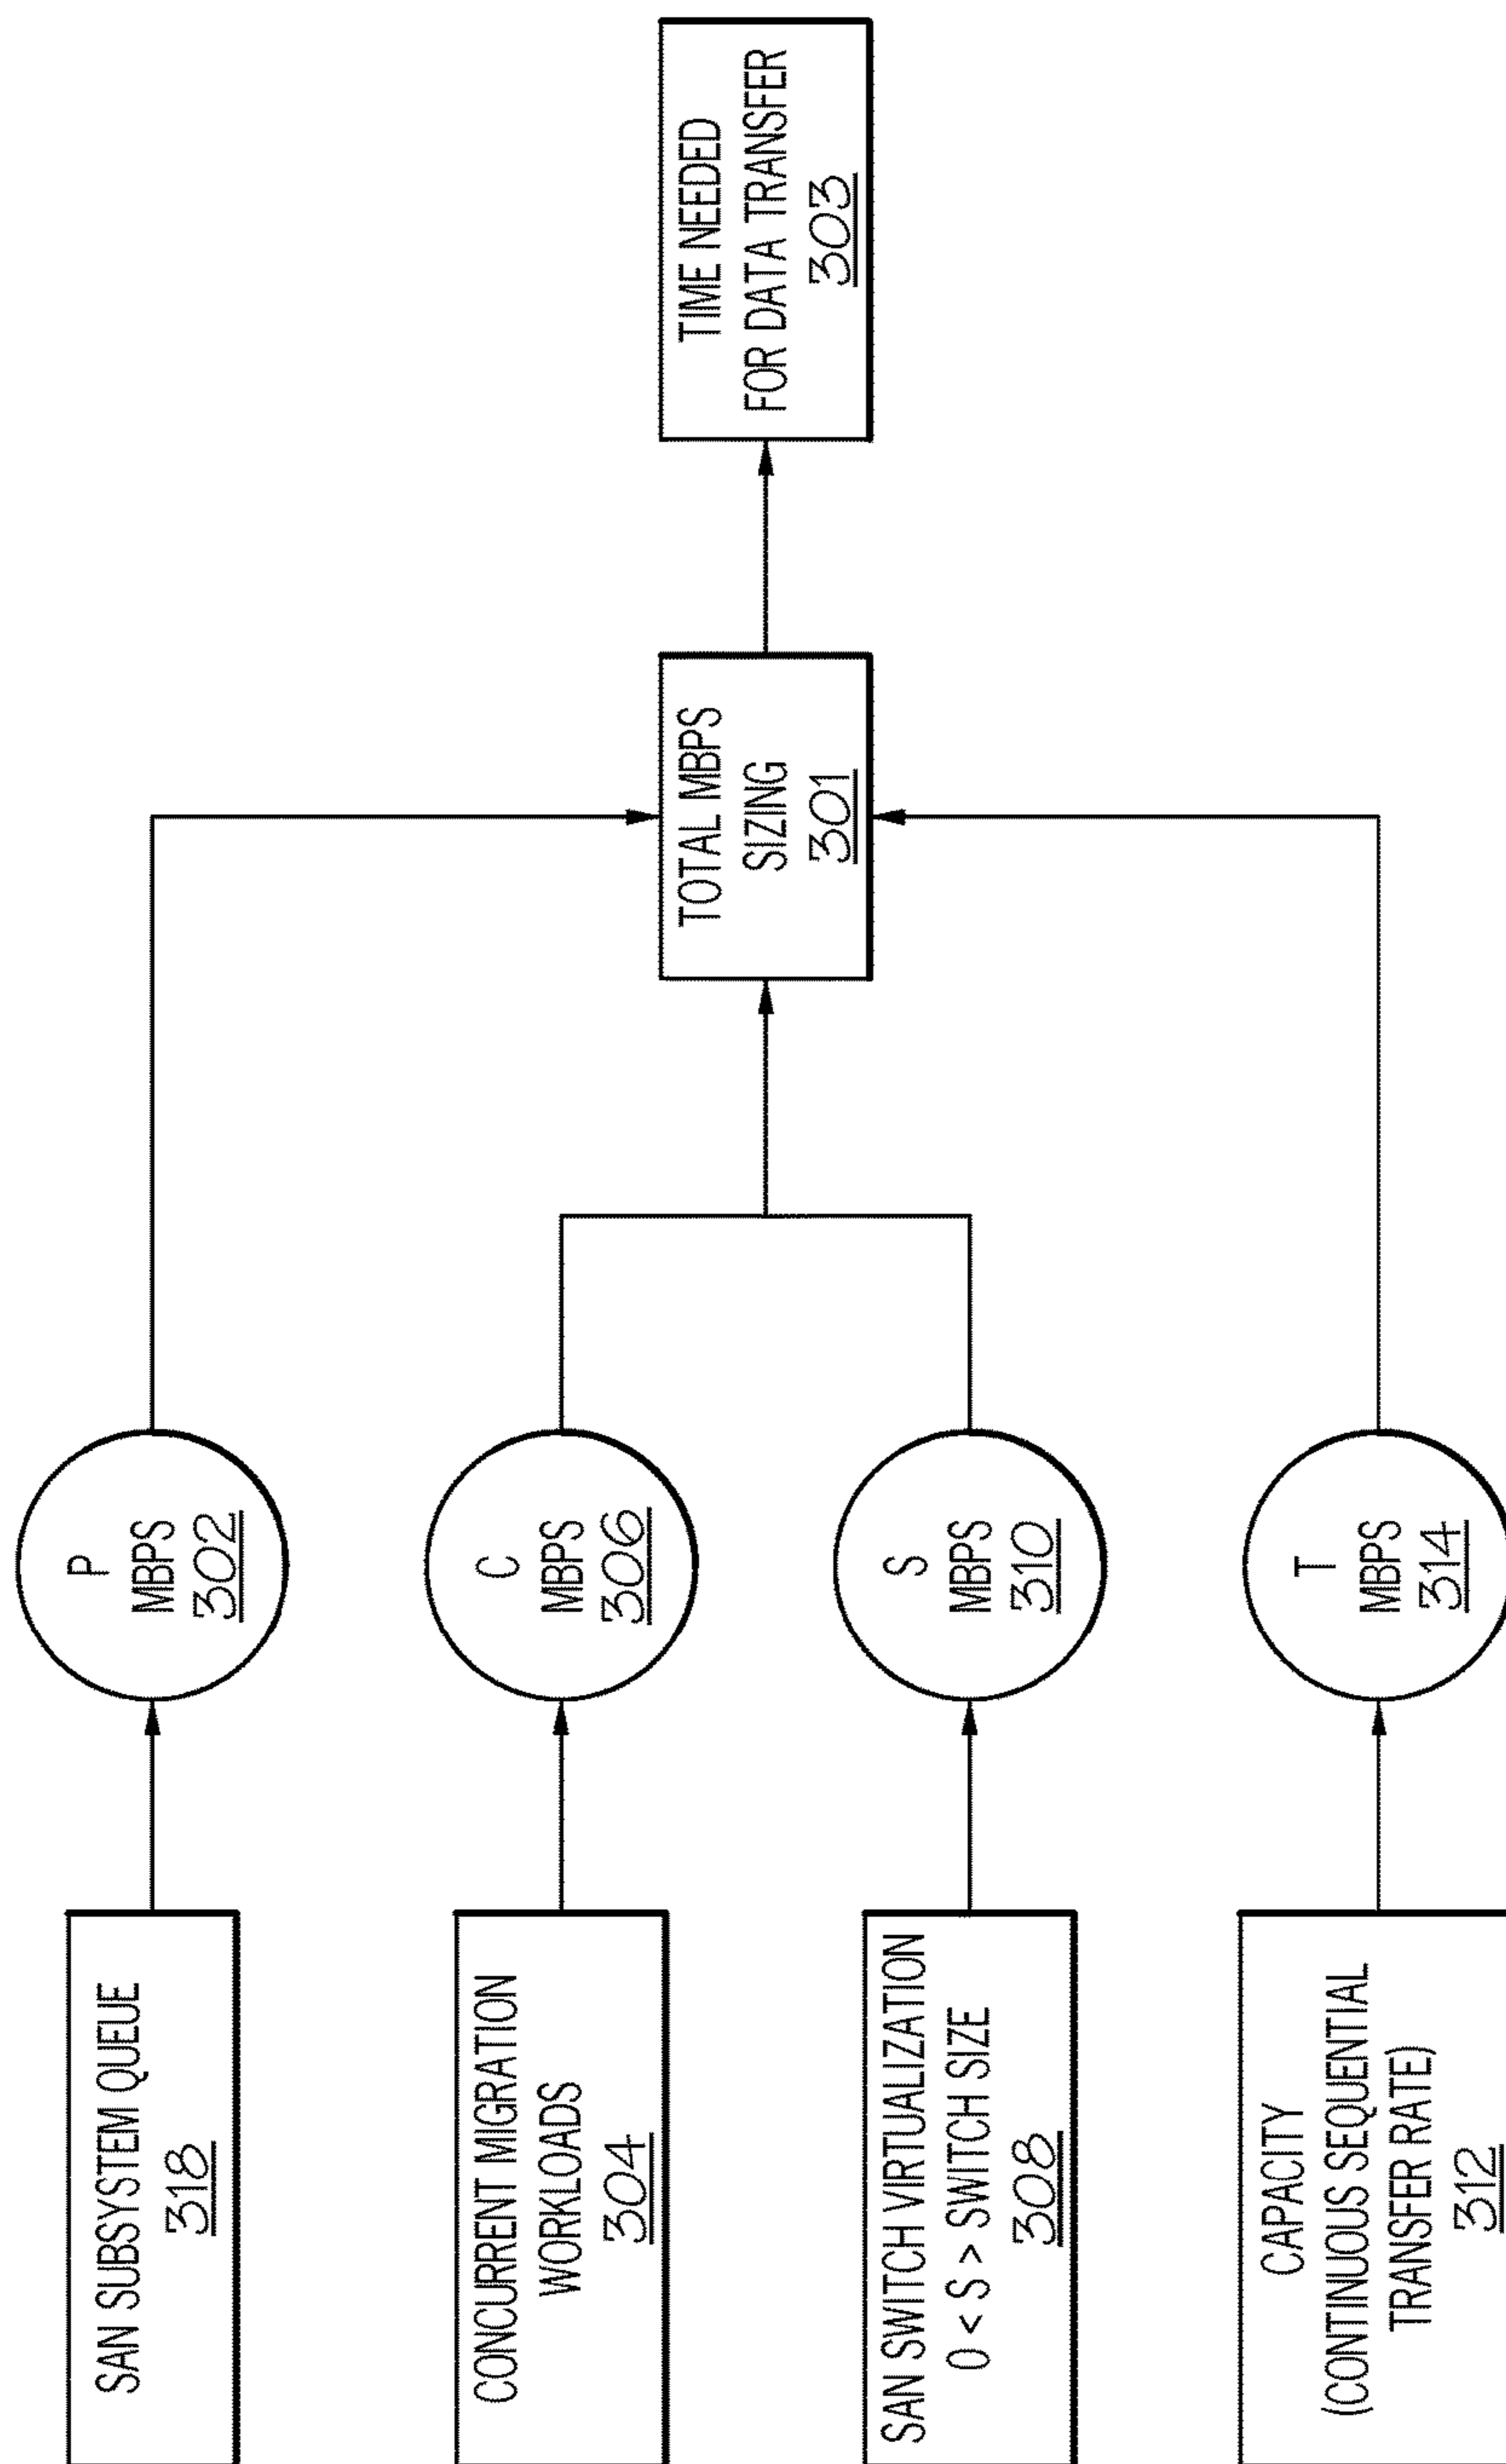 SAN SUBSYSTEM QUEUE
318
P
MBPS
302
CONCURRENT MIGRATION
WORKLOADS
304
C
MBPS
306
SAN SWITCH VIRTUALIZATION
0 < S > SWITCH SIZE
308
S
MBPS
310
CAPACITY
(CONTINUOUS SEQUENTIAL
TRANSFER RATE)
312
T
MBPS
314
TOTAL MBPS
SIZING
301
TIME NEEDED
FOR DATA TRANSFER
303